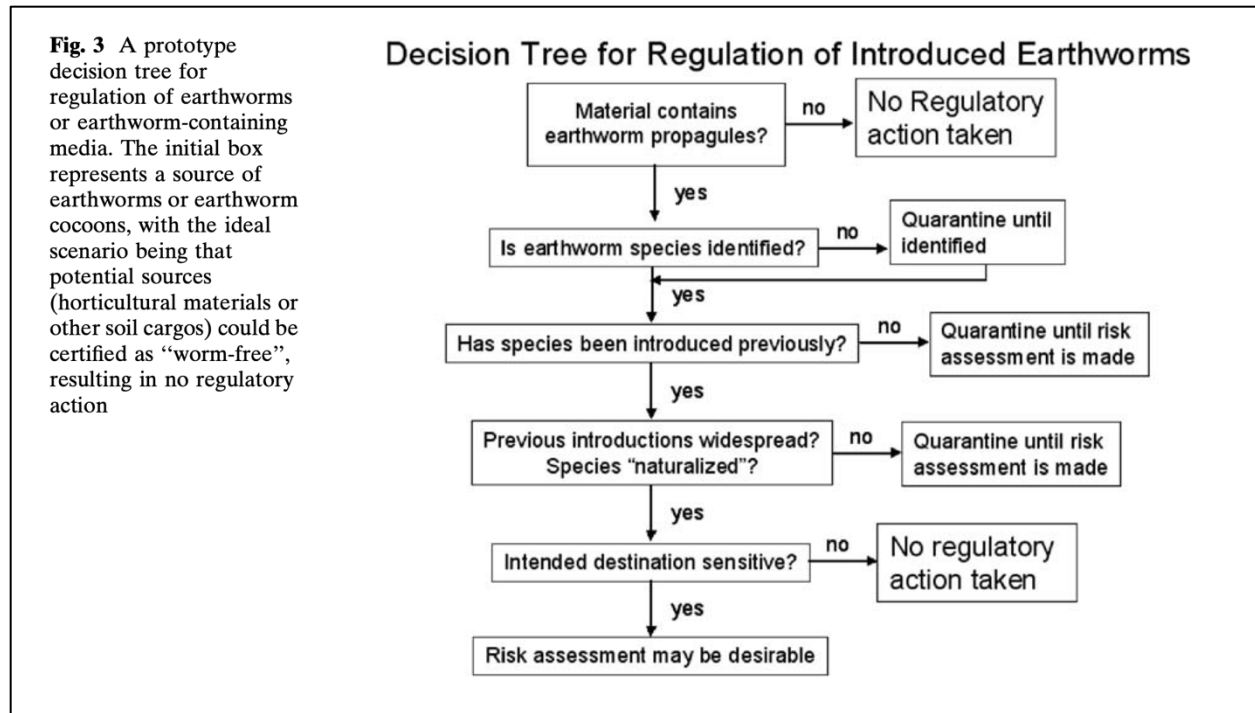 Fig. 3 A prototype
decision tree for
regulation of earthworms
or earthworm-containing
media. The initial box
represents a source of
earthworms or earthworm
cocoons, with the ideal
scenario being that
potential sources
(horticultural materials or
other soil cargos) could be
certified as ‘‘worm-free’’,
resulting in no regulatory
action
Decision Tree for Regulation of Introduced Earthworms
Material contains
earthworm propagules?
no
No Regulatory
action taken
yes
Is earthworm species identified?
no
Quarantine until
identified
yes
Has species been introduced previously?
no
Quarantine until risk
assessment is made
yes
Previous introductions widespread?
Species "naturalized"?
no
Quarantine until risk
assessment is made
yes
Intended destination sensitive?
no
No regulatory
action taken
yes
Risk assessment may be desirable